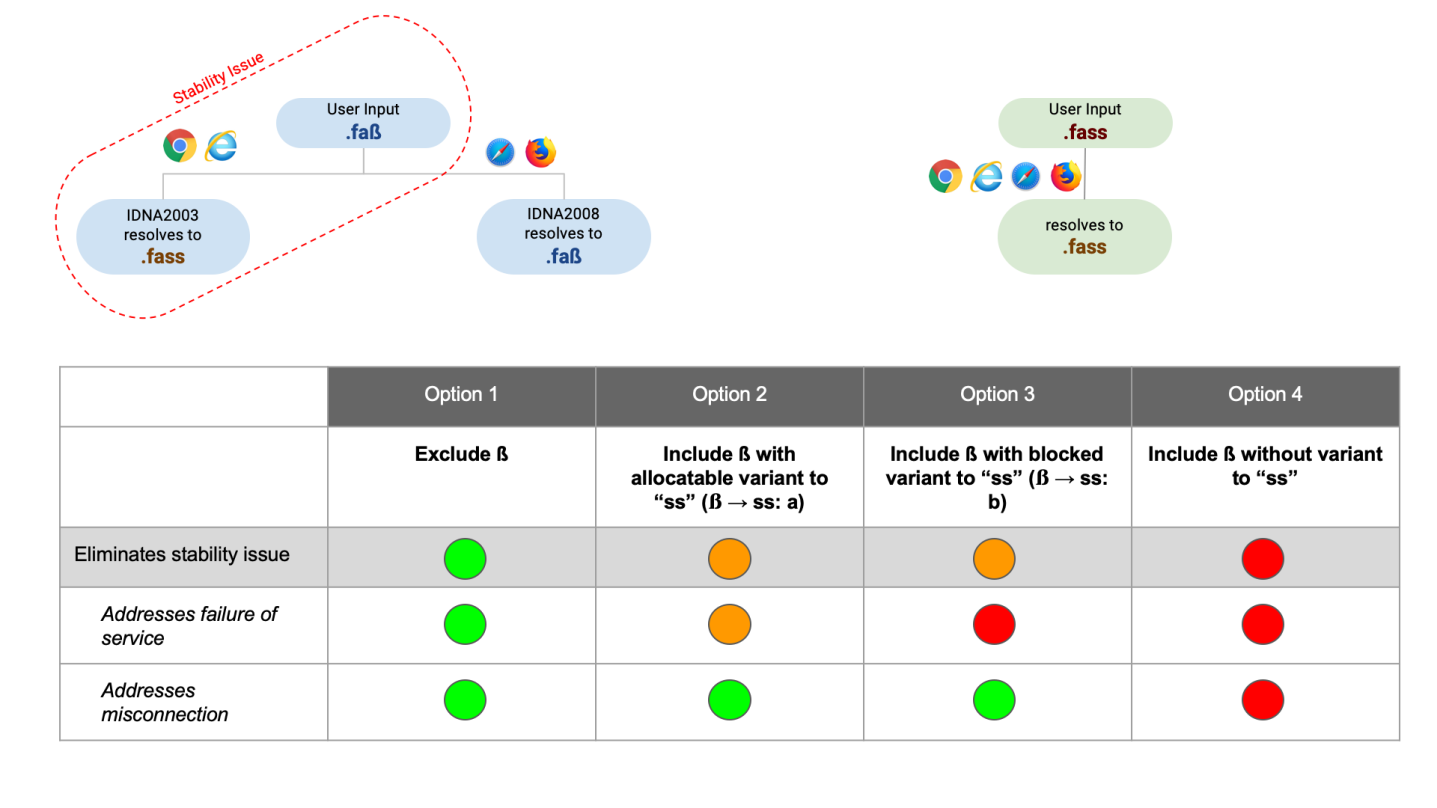 Stability Issue
User Input
.faß
IDNA2003
resolves to
.fass
IDNA2008
resolves to
.faß
User Input
.fass
resolves to
.fass
Option 1
Option 2
Option 3
Option 4
Exclude ß
Include ß with
allocatable variant to
“ss” (ß → ss: a)
Include ß with blocked
variant to “ss” (ß → ss:
b)
Include ß without variant
to “ss”
Eliminates stability issue
Addresses failure of
service
Addresses
misconnection